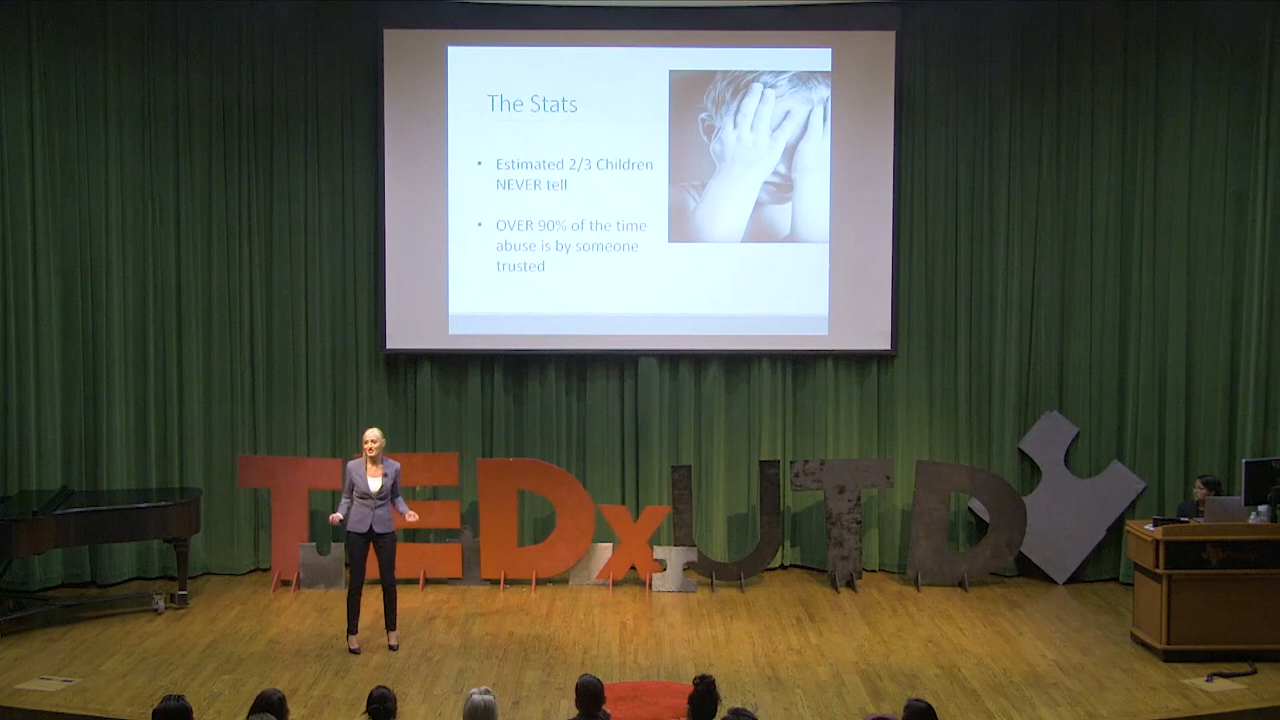 The Stats
• Estimated 2/3 Children
NEVER tell
• OVER 90% of the time
abuse is by someone
trusted
TEDxUTD